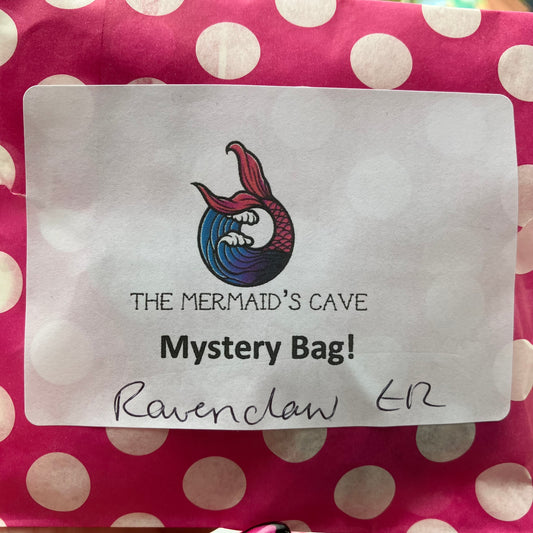 THE MERMAID'S CAVE
Mystery Bag!
Ravenclaw ER